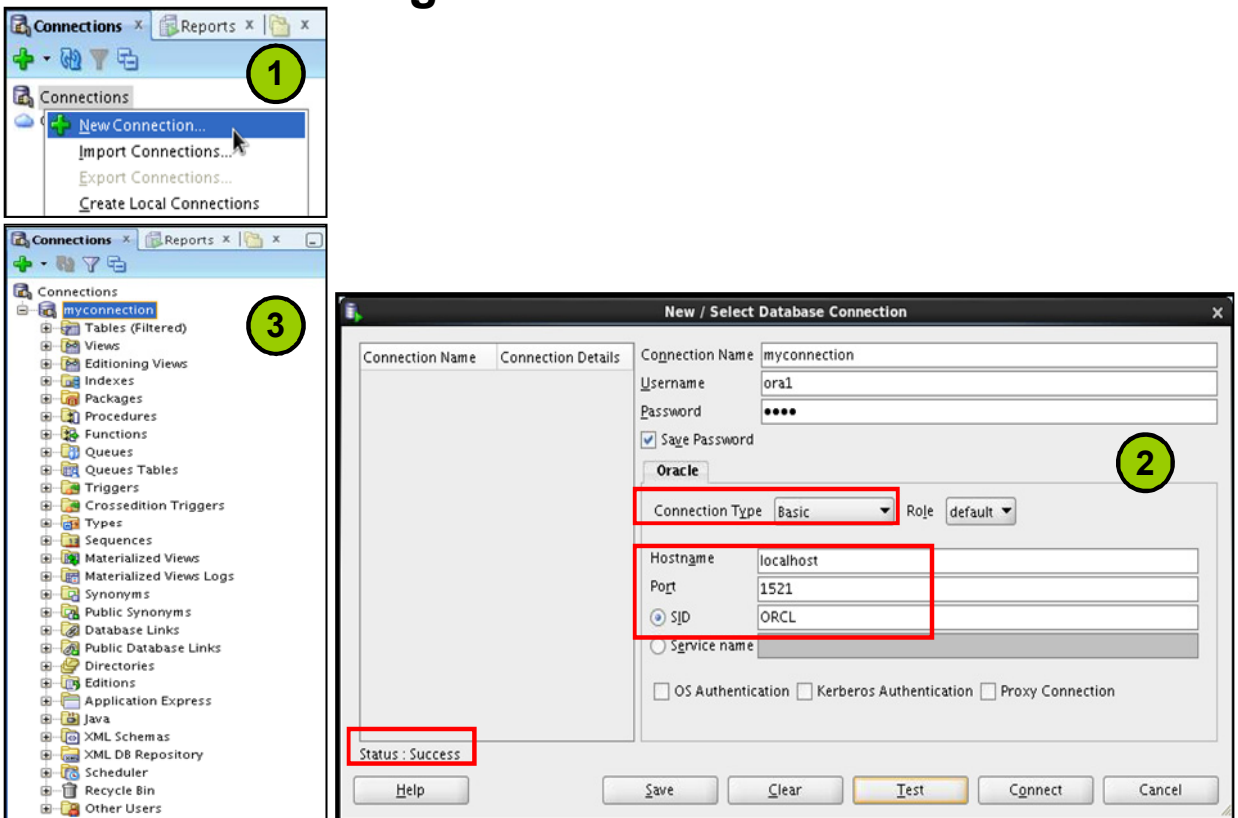 Connections x Reports x x
1
Connections
New Connection...
Import Connections...
Export Connections...
Create Local Connections
Connections x Reports x x
Connections
myconnection
3
Tables (Filtered)
Views
Editioning Views
Indexes
Packages
Procedures
Functions
Queues
Queues Tables
Triggers
Crossedition Triggers
Types
Sequences
Materialized Views
Materialized Views Logs
Synonyms
Public Synonyms
Database Links
Public Database Links
Directories
Editions
Application Express
Java
XML Schemas
XML DB Repository
Scheduler
Recycle Bin
Other Users
New / Select Database Connection x
Connection Name Connection Details
Connection Name myconnection
Username ora1
Password ••••
Save Password
2
Oracle
Connection Type Basic Role default
Hostname localhost
Port 1521
SID ORCL
Service name
OS Authentication Kerberos Authentication Proxy Connection
Status : Success
Help Save Clear Test Connect Cancel